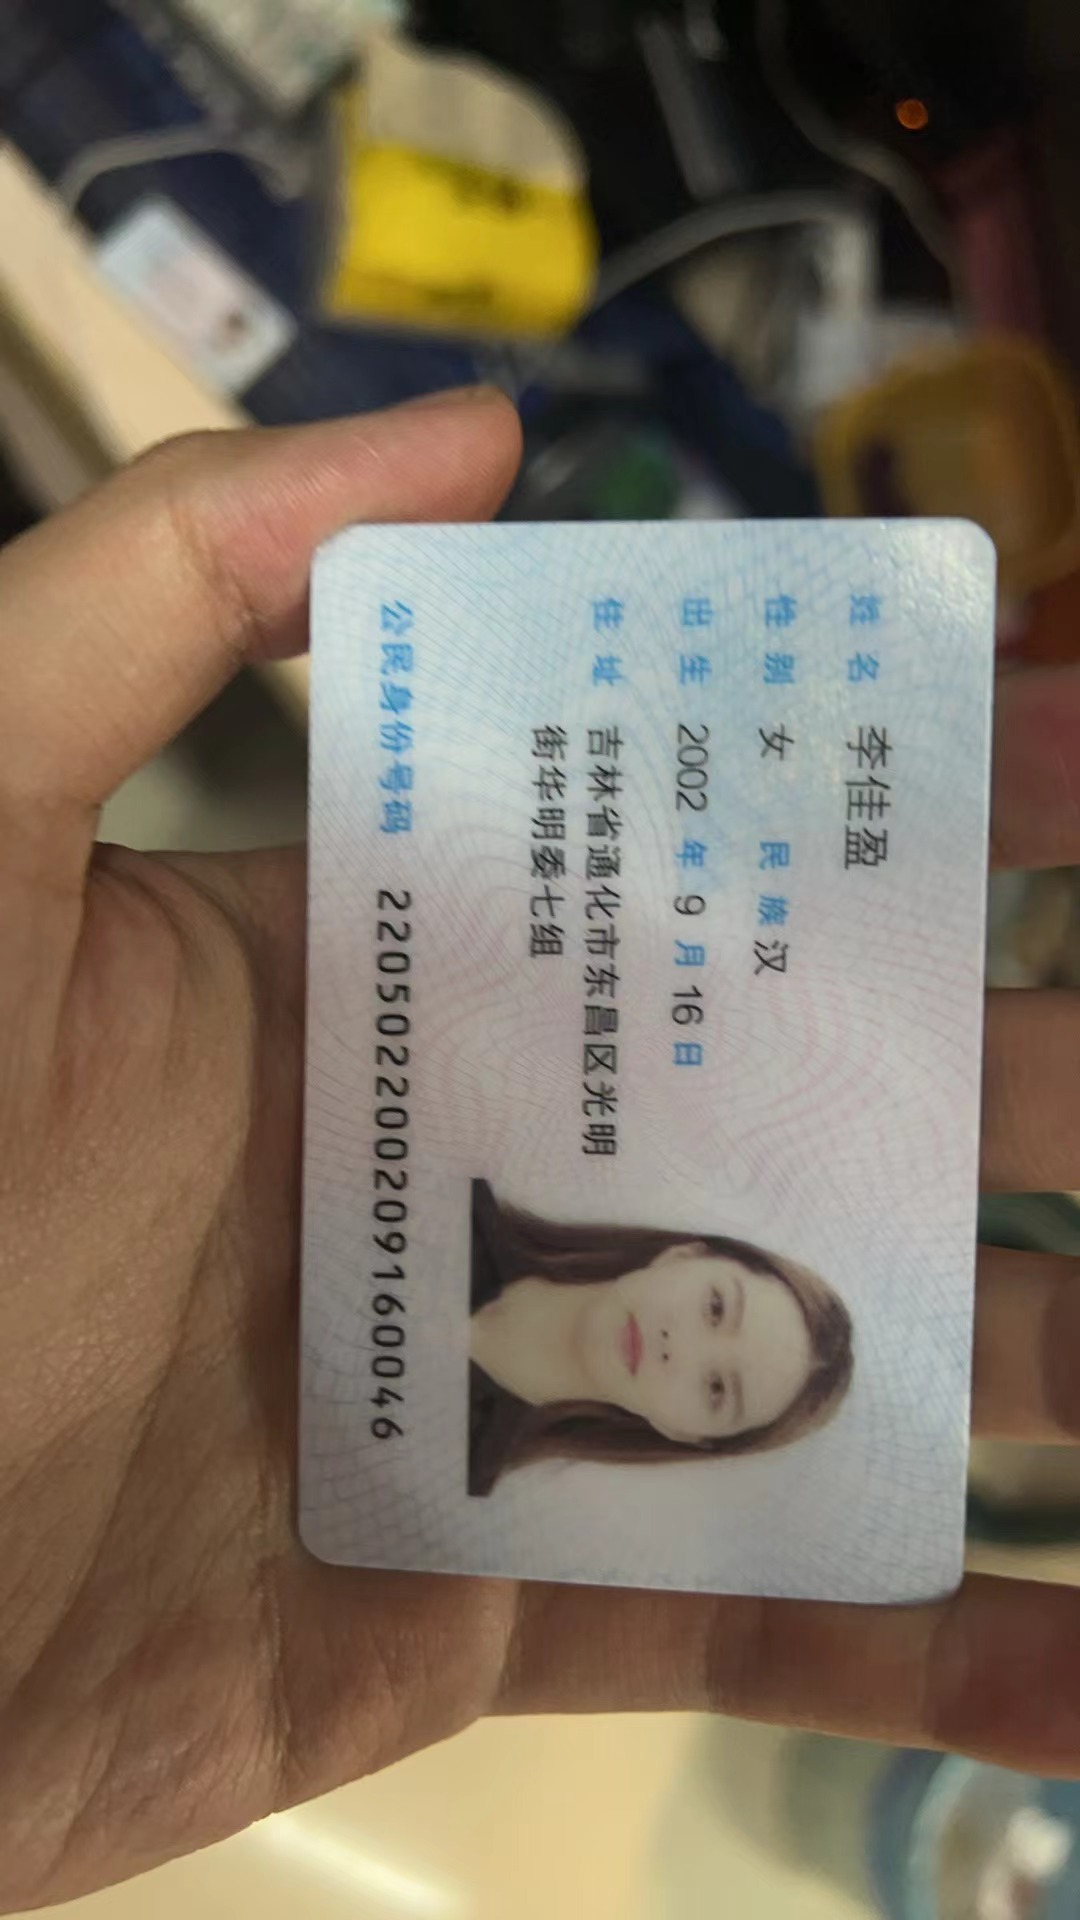 姓名 李佳盈
性别 女 民族 汉
出生 2002 年 9 月 16 日
住址 吉林省通化市东昌区光明
街华明委七组
公民身份号码 220502200209160046